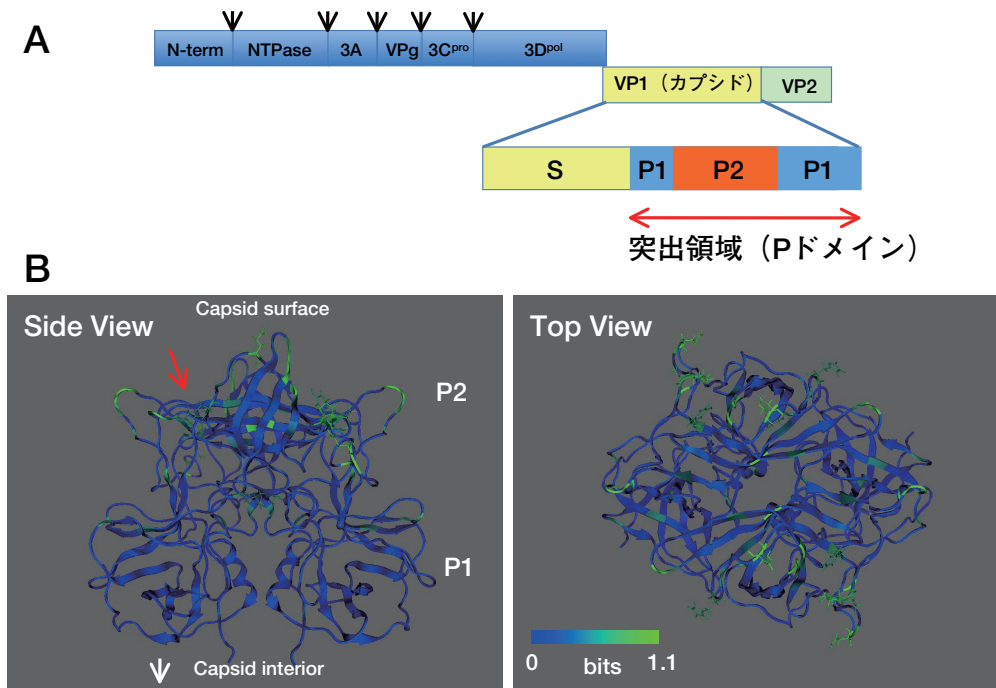 A
N-term NTPase 3A VPg 3Cpro 3Dpol
VP1（カプシド） VP2
S P1 P2 P1
突出領域（Pドメイン）
B
Side View
Capsid surface
P2
P1
Capsid interior
Top View
0 bits 1.1